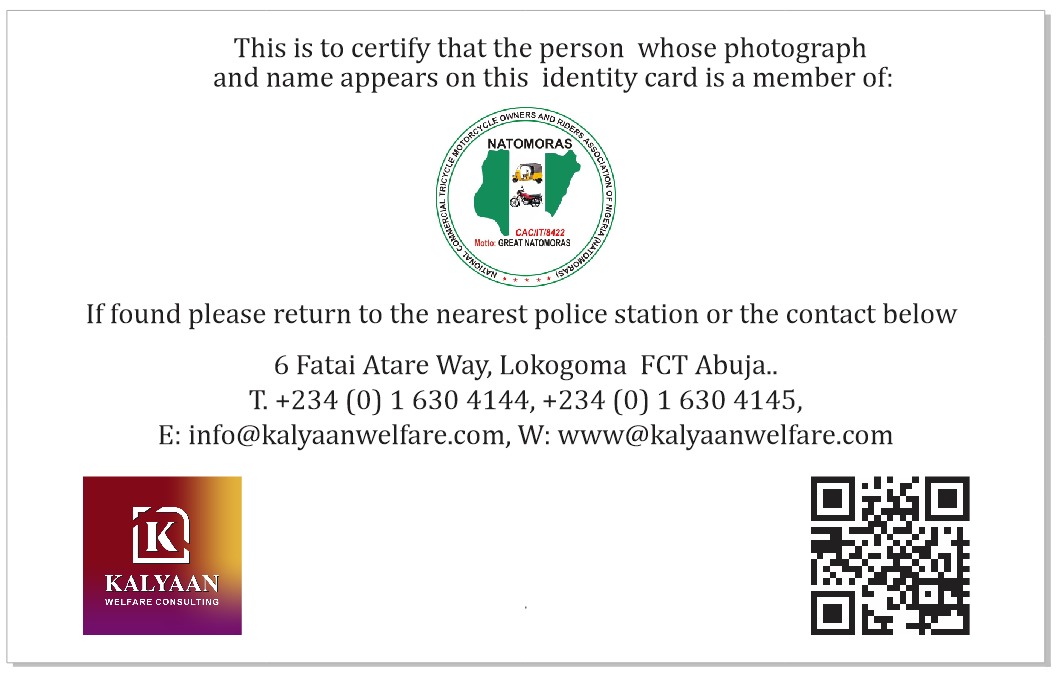 This is to certify that the person whose photograph
and name appears on this identity card is a member of:
NATIONAL COMMERCIAL TRICYCLE MOTORCYCLE OWNERS AND RIDERS ASSOCIATION OF NIGERIA (NATOMORAS)
NATOMORAS
CAC/IT/8422
Motto: GREAT NATOMORAS
If found please return to the nearest police station or the contact below
6 Fatai Atare Way, Lokogoma FCT Abuja..
T. +234 (0) 1 630 4144, +234 (0) 1 630 4145,
E: info@kalyaanwelfare.com, W: www@kalyaanwelfare.com
K
KALYAAN
WELFARE CONSULTING